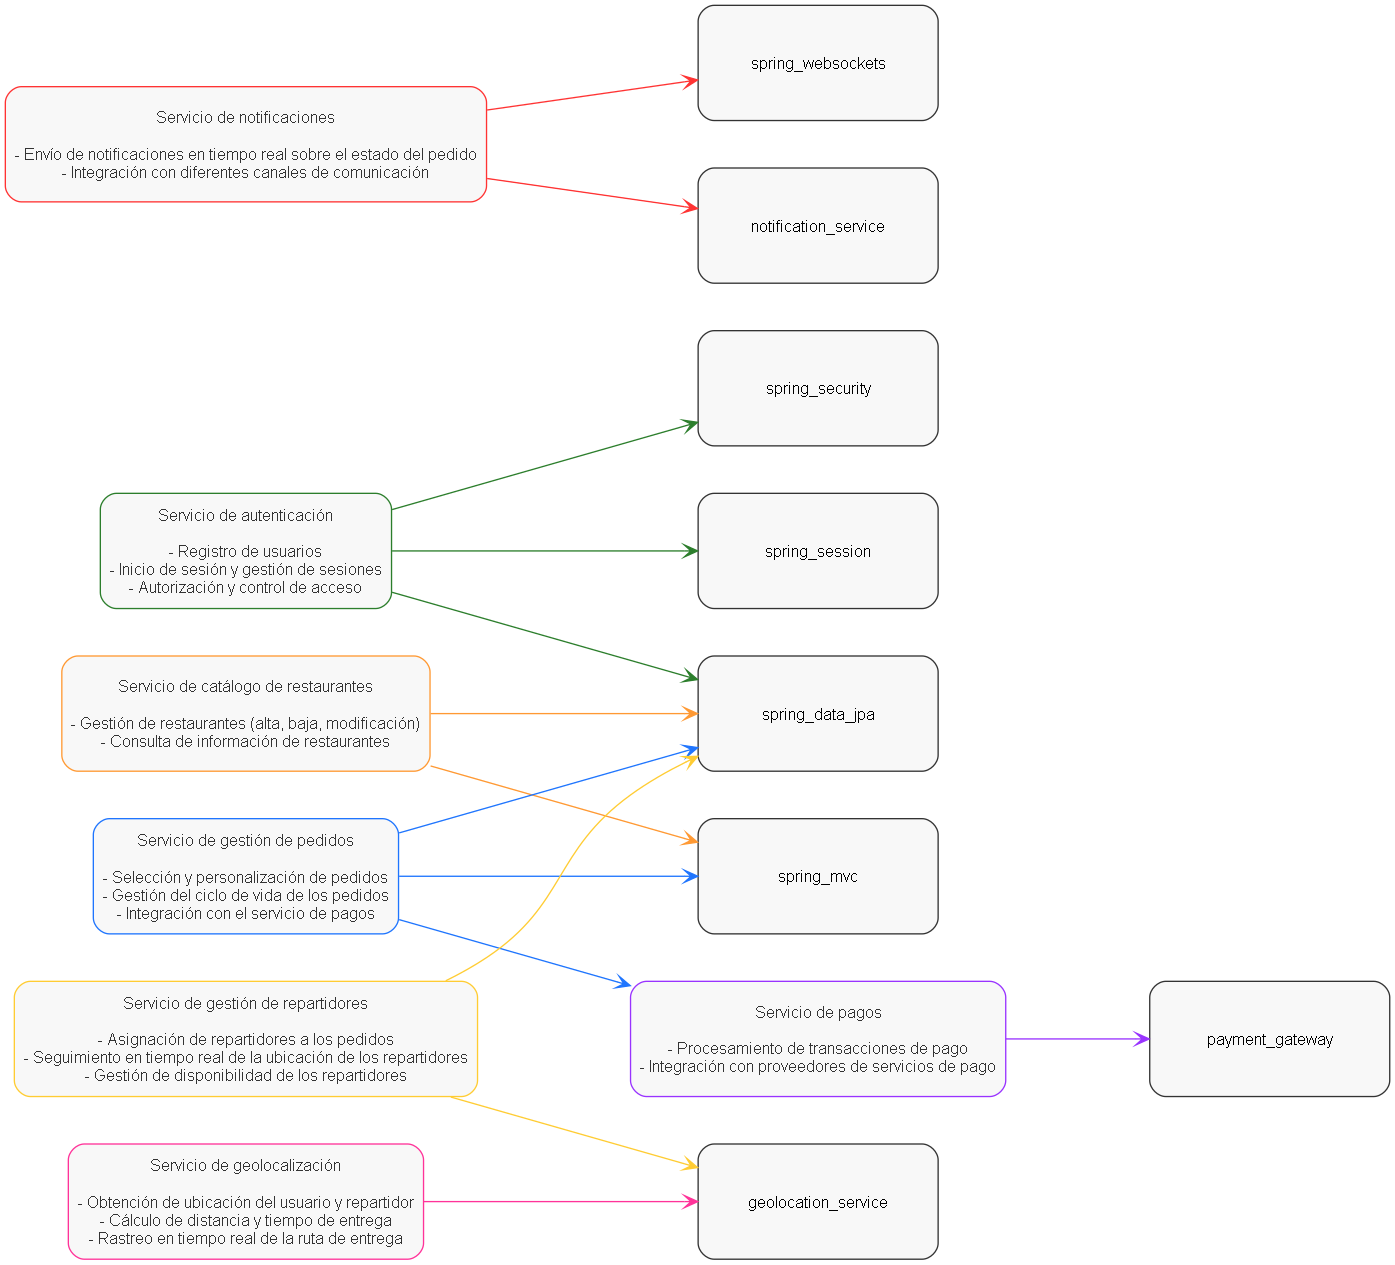 spring_websockets
Servicio de notificaciones
- Envío de notificaciones en tiempo real sobre el estado del pedido
- Integración con diferentes canales de comunicación
notification_service
spring_security
Servicio de autenticación
- Registro de usuarios
- Inicio de sesión y gestión de sesiones
- Autorización y control de acceso
spring_session
Servicio de catálogo de restaurantes
- Gestión de restaurantes (alta, baja, modificación)
- Consulta de información de restaurantes
spring_data_jpa
Servicio de gestión de pedidos
- Selección y personalización de pedidos
- Gestión del ciclo de vida de los pedidos
- Integración con el servicio de pagos
spring_mvc
Servicio de gestión de repartidores
- Asignación de repartidores a los pedidos
- Seguimiento en tiempo real de la ubicación de los repartidores
- Gestión de disponibilidad de los repartidores
Servicio de pagos
- Procesamiento de transacciones de pago
- Integración con proveedores de servicios de pago
payment_gateway
Servicio de geolocalización
- Obtención de ubicación del usuario y repartidor
- Cálculo de distancia y tiempo de entrega
- Rastreo en tiempo real de la ruta de entrega
geolocation_service